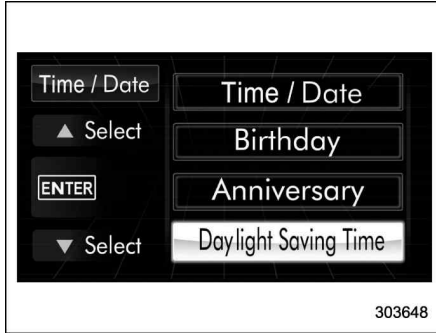 Time / Date
▲ Select
ENTER
▼ Select
Time / Date
Birthday
Anniversary
Daylight Saving Time
303648